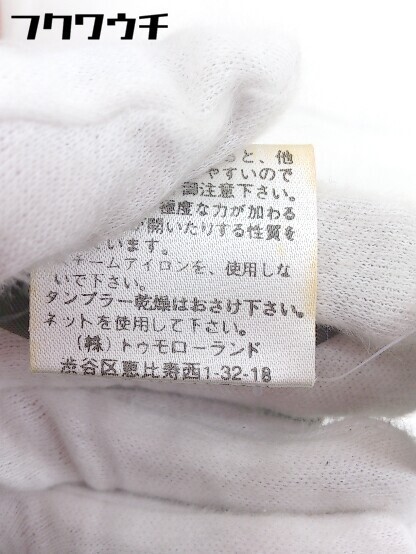 フクワウチ
と、他
やすいので
御注意下さい。
極度な力が加わる
開いたりする性質を
います。
ームアイロンを、使用しな
いで下さい。
タンブラー乾燥はおさけ下さい。
ネットを使用して下さい。
(株)トゥモローランド
渋谷区恵比寿西1-32-18